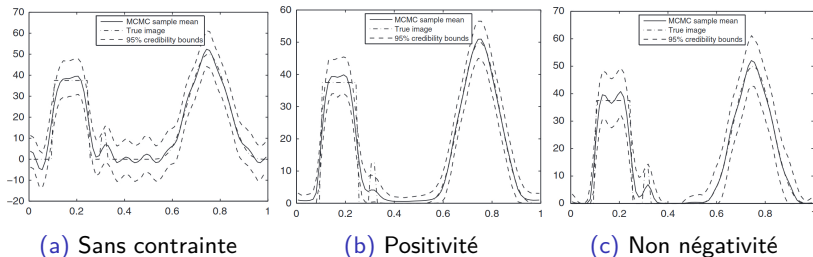 70
60
50
40
30
20
10
0
−10
−20
0 0.2 0.4 0.6 0.8 1
MCMC sample mean
True image
95% credibility bounds
(a) Sans contrainte
60
50
40
30
20
10
0
0 0.2 0.4 0.6 0.8 1
MCMC sample mean
True image
95% credibility bounds
(b) Positivité
70
60
50
40
30
20
10
0
0 0.2 0.4 0.6 0.8 1
MCMC sample mean
True image
95% credibility bounds
(c) Non négativité